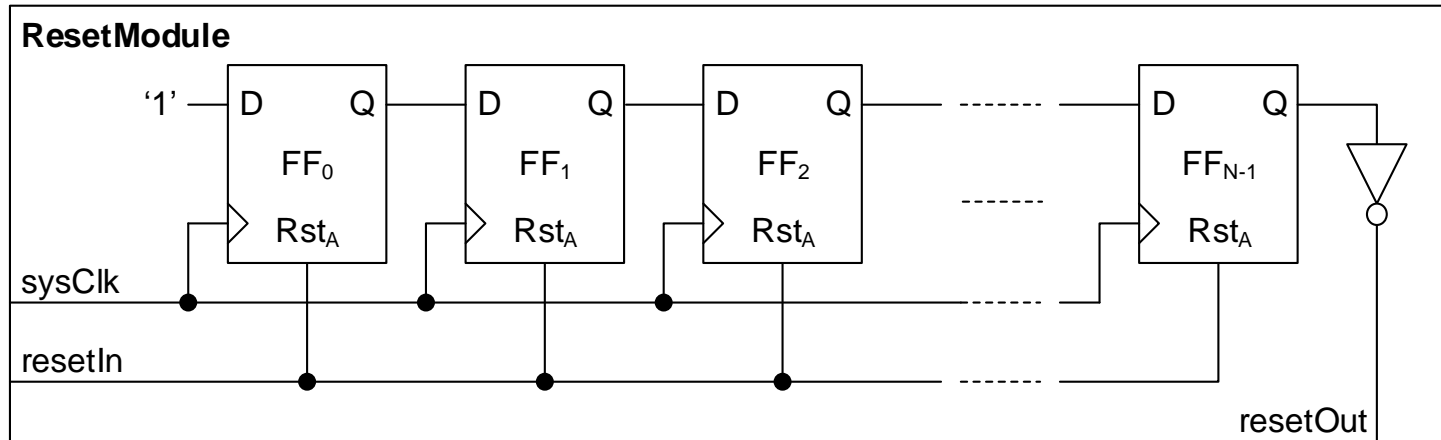 ResetModule
‘1’ D Q D Q D Q D Q
FF0 FF1 FF2 FFN-1
RstA RstA RstA RstA
sysClk
resetIn
resetOut